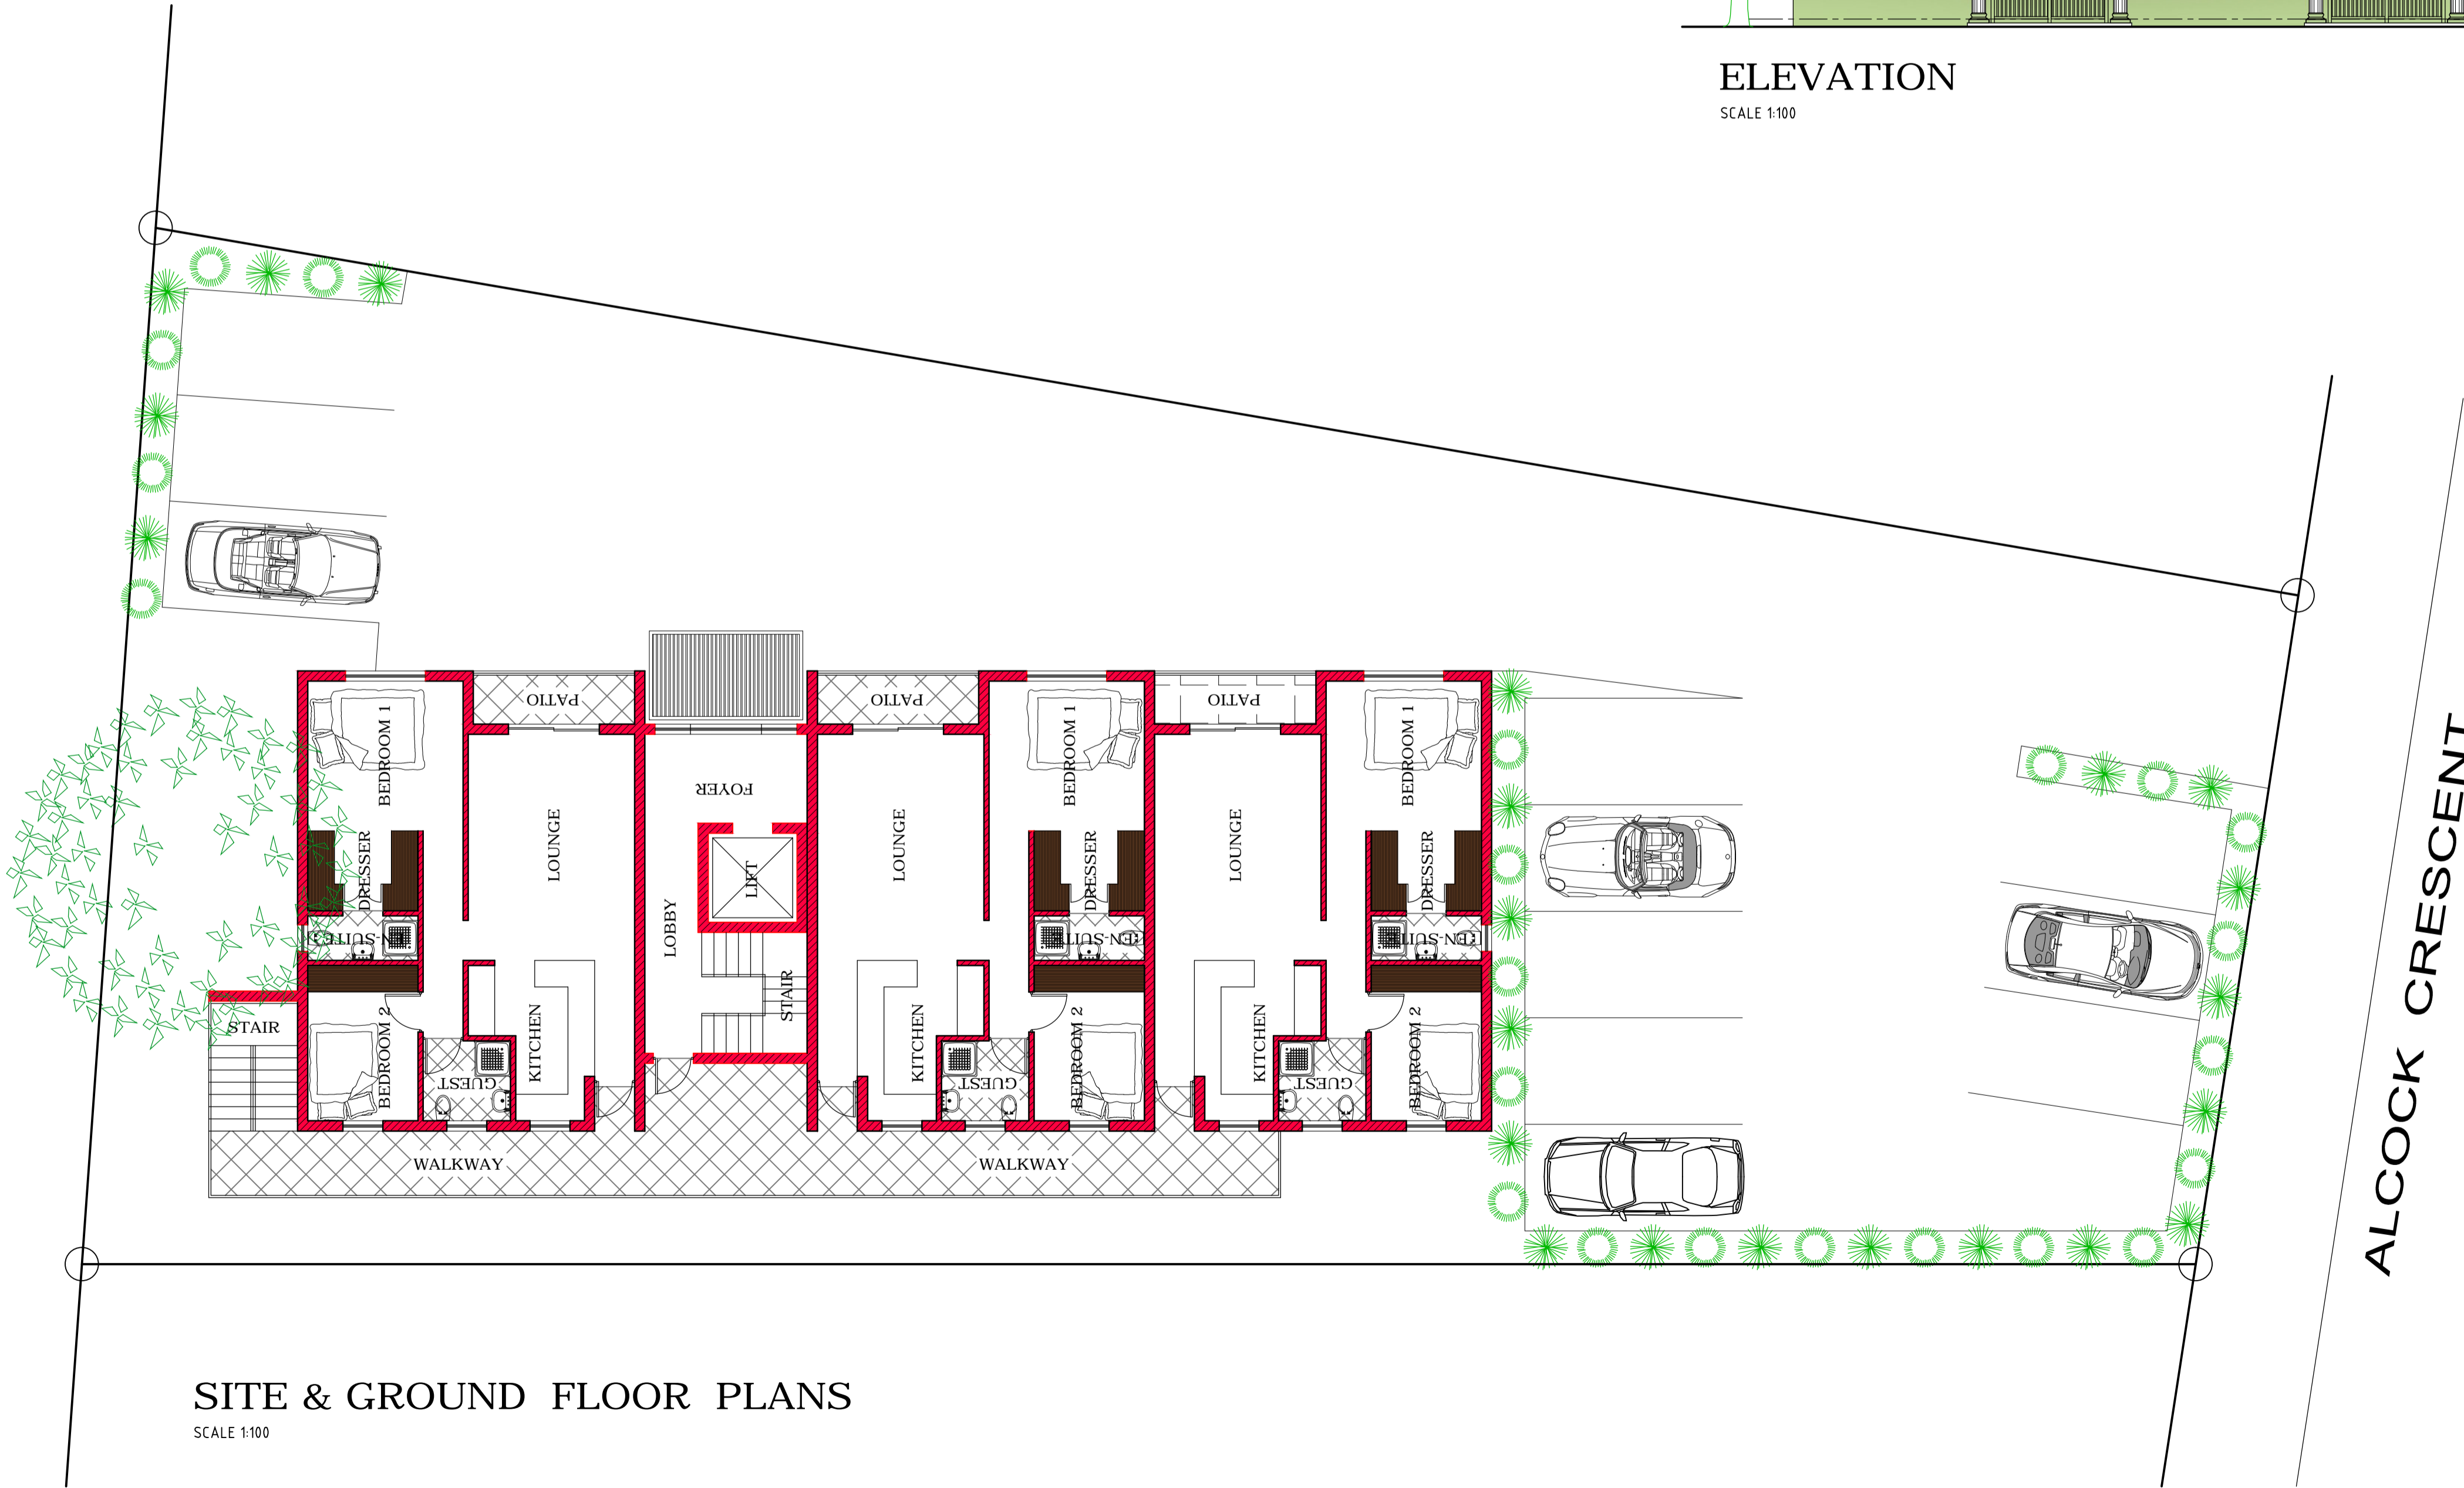 ELEVATION
SCALE 1:100
PATIO
PATIO
PATIO
BEDROOM 1
BEDROOM 1
BEDROOM 1
FOYER
LOUNGE
LOUNGE
LOUNGE
DRESSER
LIFT
DRESSER
DRESSER
LOBBY
EN-SUITE
EN-SUITE
EN-SUITE
STAIR
STAIR
BEDROOM 2
KITCHEN
KITCHEN
BEDROOM 2
KITCHEN
BEDROOM 2
GUEST
GUEST
GUEST
WALKWAY
WALKWAY
ALCOCK CRESCENT
SITE & GROUND FLOOR PLANS
SCALE 1:100